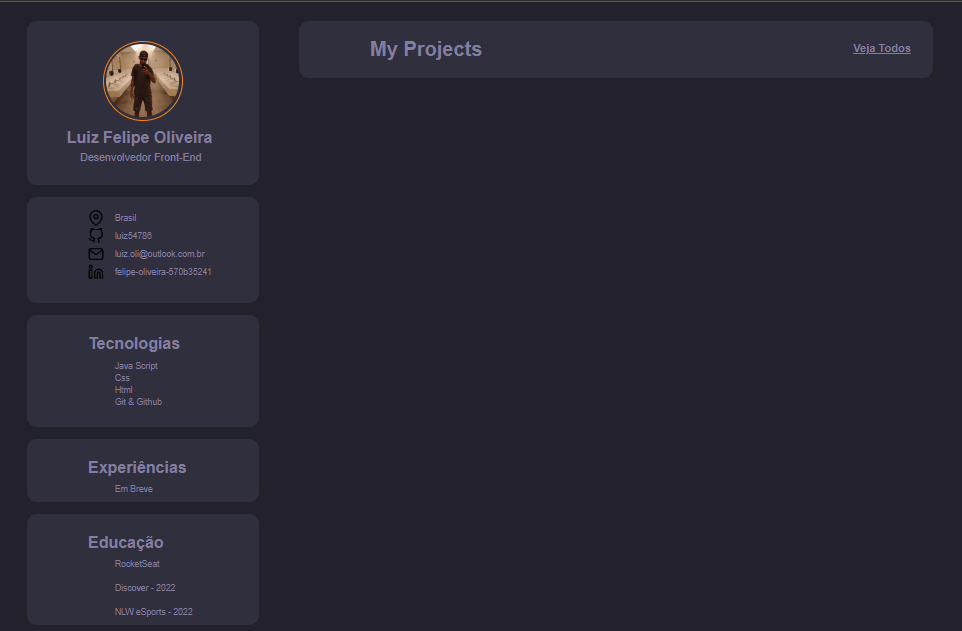 Luiz Felipe Oliveira
Desenvolvedor Front-End
Brasil
luiz54786
luiz.oli@outlook.com.br
felipe-oliveira-570b35241
Tecnologias
Java Script
Css
Html
Git & Github
Experiências
Em Breve
Educação
RocketSeat
Discover - 2022
NLW eSports - 2022
My Projects
Veja Todos